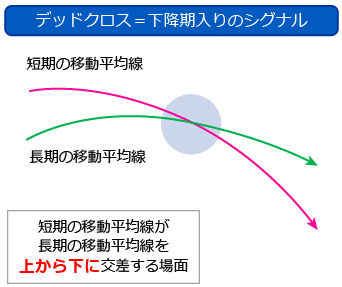 デッドクロス＝下降期入りのシグナル
短期の移動平均線
長期の移動平均線
短期の移動平均線が
長期の移動平均線を
上から下に交差する場面